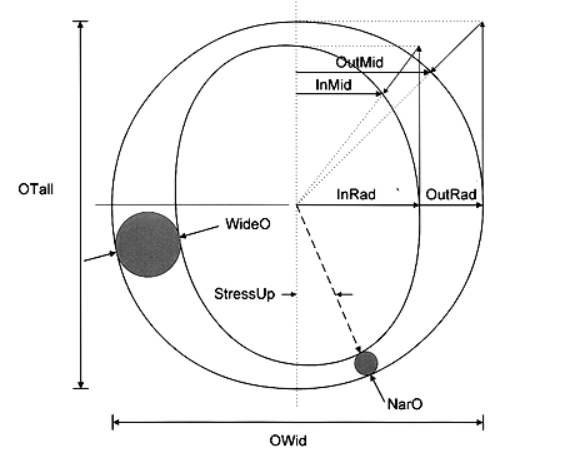 OutMid
InMid
OTall
InRad
OutRad
WideO
StressUp
NarO
OWid